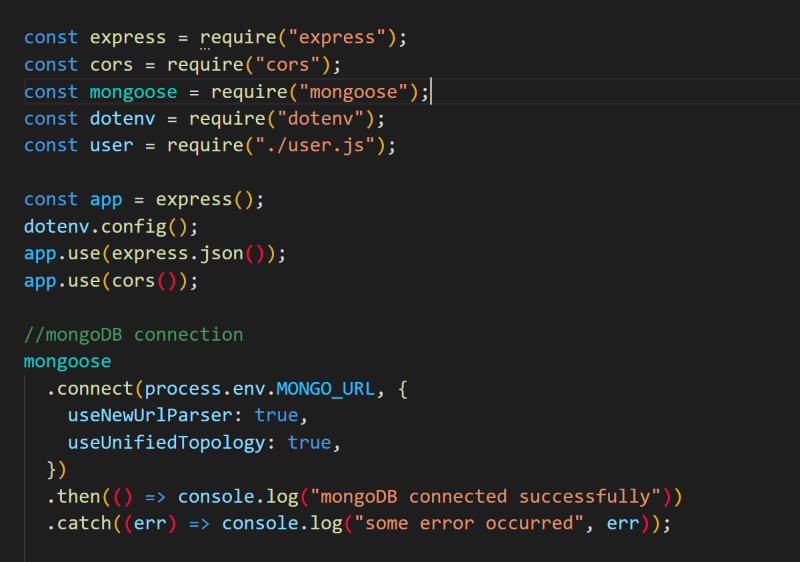 const express = require("express");
const cors = require("cors");
const mongoose = require("mongoose");
const dotenv = require("dotenv");
const user = require("./user.js");
const app = express();
dotenv.config();
app.use(express.json());
app.use(cors());
//mongoDB connection
mongoose
.connect(process.env.MONGO_URL, {
useNewUrlParser: true,
useUnifiedTopology: true,
})
.then(() => console.log("mongoDB connected successfully"))
.catch((err) => console.log("some error occurred", err));